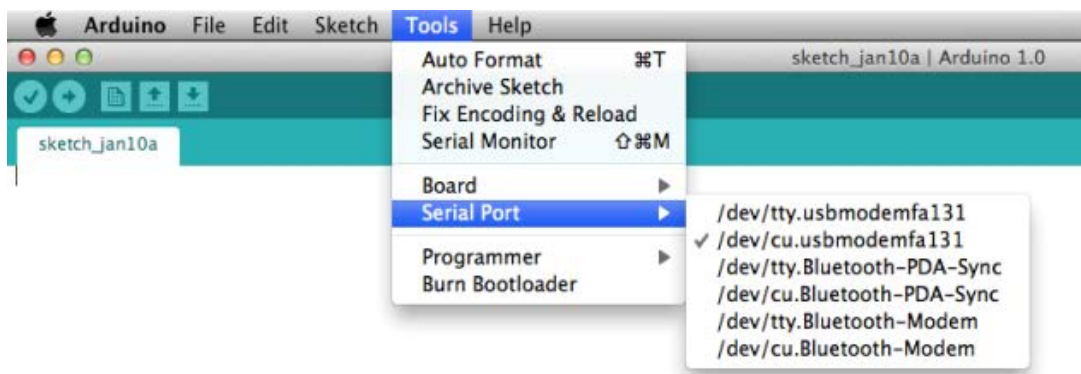 Arduino File Edit Sketch Tools Help
sketch_jan10a | Arduino 1.0
sketch_jan10a
Auto Format ⌘T
Archive Sketch
Fix Encoding & Reload
Serial Monitor ⇧⌘M
Board
Serial Port
Programmer
Burn Bootloader
/dev/tty.usbmodemfa131
✓ /dev/cu.usbmodemfa131
/dev/tty.Bluetooth-PDA-Sync
/dev/cu.Bluetooth-PDA-Sync
/dev/tty.Bluetooth-Modem
/dev/cu.Bluetooth-Modem